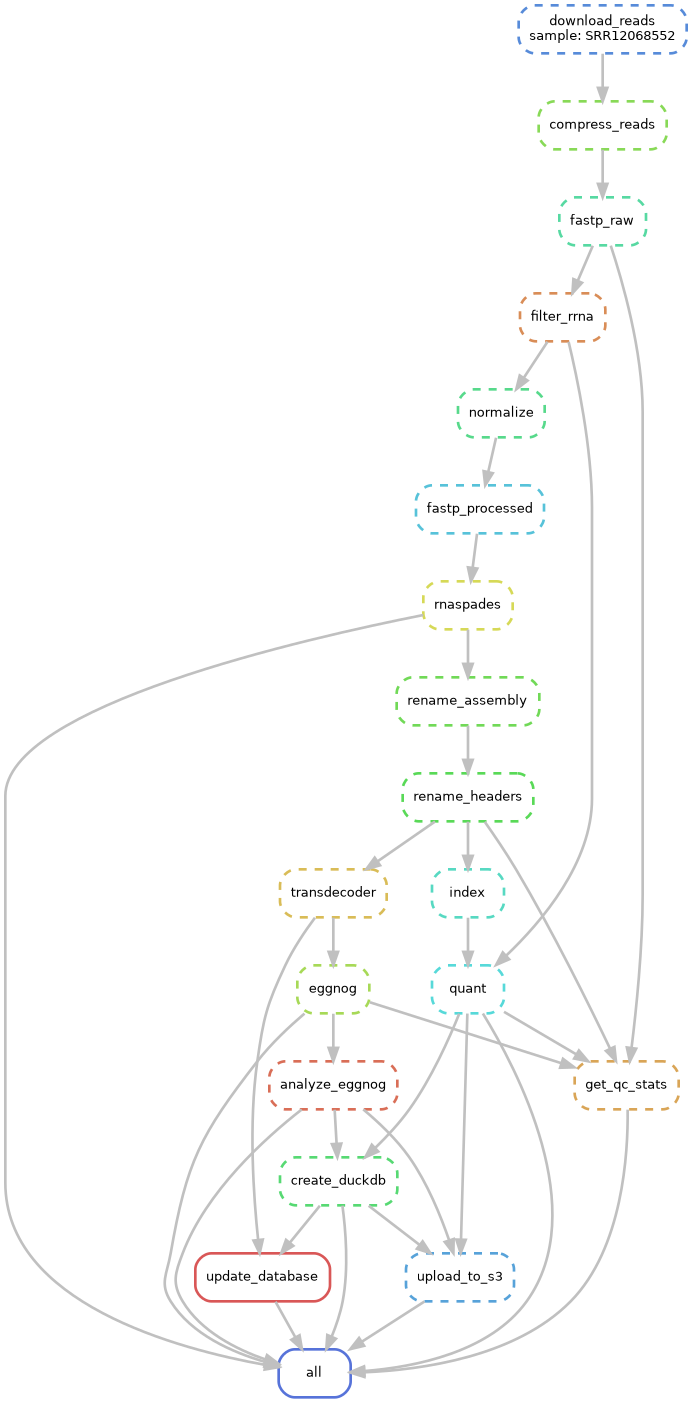 download_reads
sample: SRR12068552
compress_reads
fastp_raw
filter_rrna
normalize
fastp_processed
rnaspades
rename_assembly
rename_headers
transdecoder
index
eggnog
quant
analyze_eggnog
get_qc_stats
create_duckdb
update_database
upload_to_s3
all